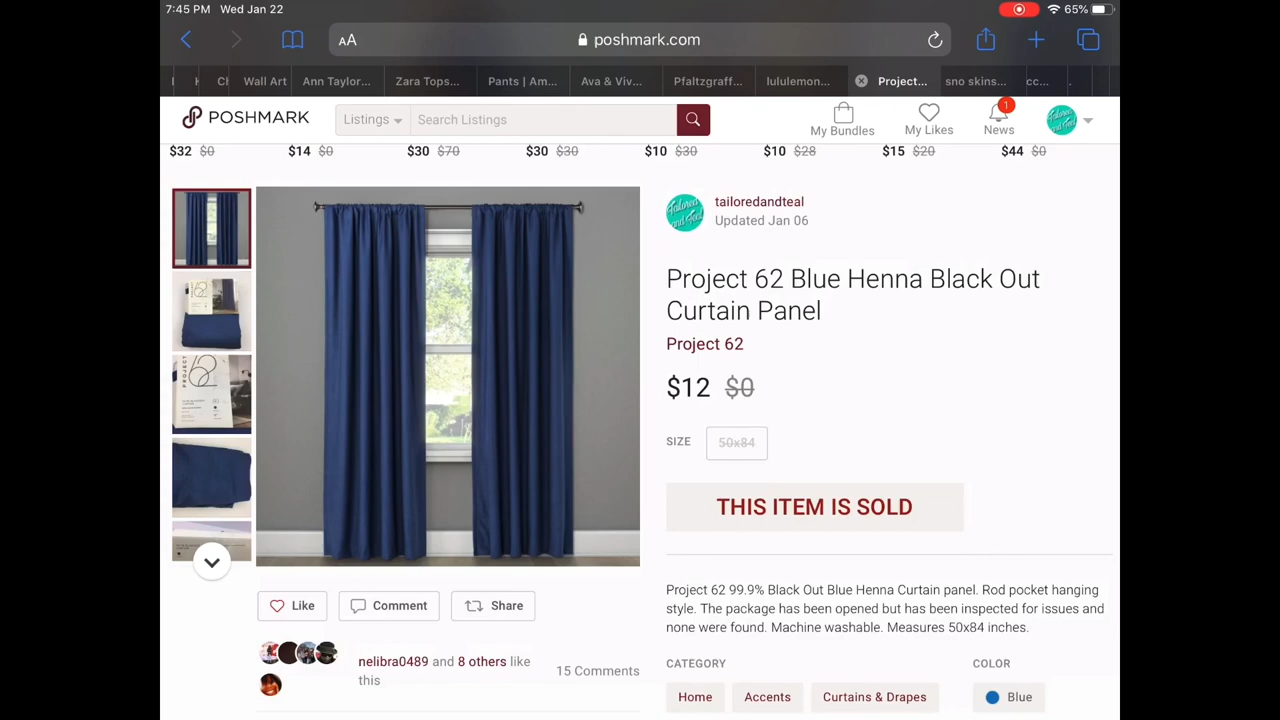 7:45 PM Wed Jan 22
65%
AA
poshmark.com
Wall Art
Ann Taylor...
Zara Tops...
Pants | Am...
Ava & Viv...
Pfaltzgraff...
lululemon...
Project...
sno skins...
cc...
POSHMARK
Listings
Search Listings
My Bundles
My Likes
1
News
Tailored and Teal
$32 $0
$14 $0
$30 $70
$30 $30
$10 $30
$10 $28
$15 $20
$44 $0
tailoredandteal
Updated Jan 06
Project 62 Blue Henna Black Out
Curtain Panel
Project 62
$12 $0
SIZE
50x84
THIS ITEM IS SOLD
Project 62 99.9% Black Out Blue Henna Curtain panel. Rod pocket hanging
style. The package has been opened but has been inspected for issues and
none were found. Machine washable. Measures 50x84 inches.
CATEGORY
COLOR
Home
Accents
Curtains & Drapes
Blue
Like
Comment
Share
nelibra0489 and 8 others like
this
15 Comments